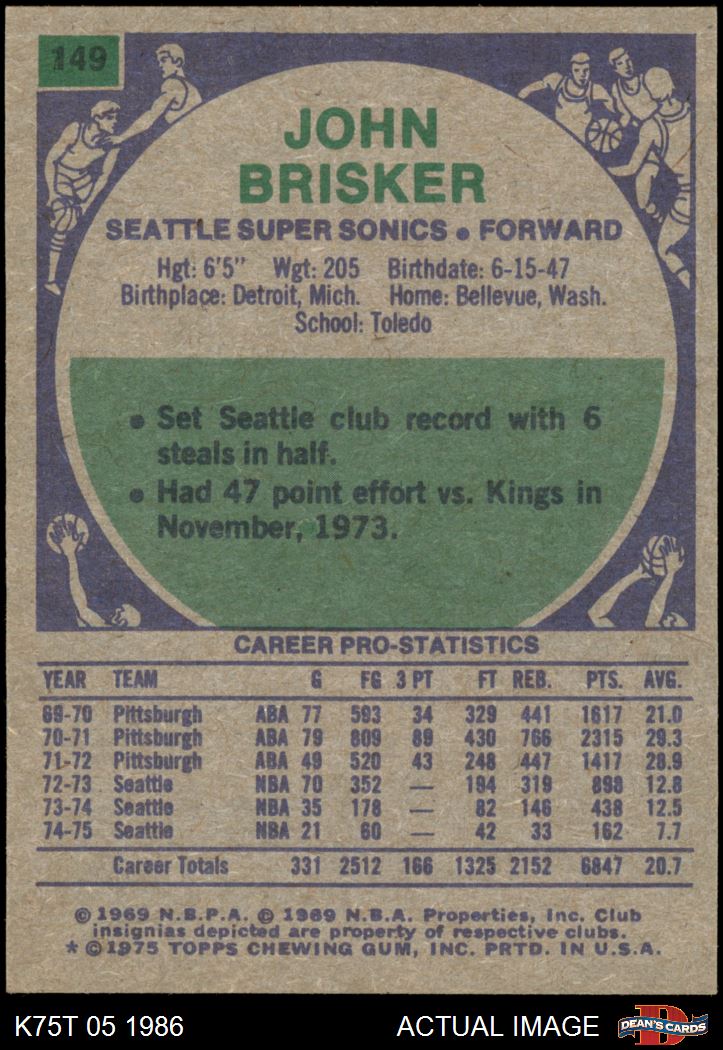 149
JOHN
BRISKER
SEATTLE SUPER SONICS • FORWARD
Hgt: 6'5" Wgt: 205 Birthdate: 6-15-47
Birthplace: Detroit, Mich. Home: Bellevue, Wash.
School: Toledo
• Set Seattle club record with 6
steals in half.
• Had 47 point effort vs. Kings in
November, 1973.
CAREER PRO-STATISTICS
YEAR TEAM G FG 3 PT FT REB. PTS. AVG.
69-70 Pittsburgh ABA 77 593 34 329 441 1617 21.0
70-71 Pittsburgh ABA 79 809 89 430 766 2315 29.3
71-72 Pittsburgh ABA 49 520 43 248 447 1417 28.9
72-73 Seattle NBA 70 352 — 194 319 898 12.8
73-74 Seattle NBA 35 178 — 82 146 438 12.5
74-75 Seattle NBA 21 60 — 42 33 162 7.7
Career Totals 331 2512 166 1325 2152 6847 20.7
© 1969 N.B.P.A. © 1969 N.B.A. Properties, Inc. Club
insignias depicted are property of respective clubs.
* © 1975 TOPPS CHEWING GUM, INC. PRTD. IN U.S.A.
K75T 05 1986 ACTUAL IMAGE D DEAN'S CARDS